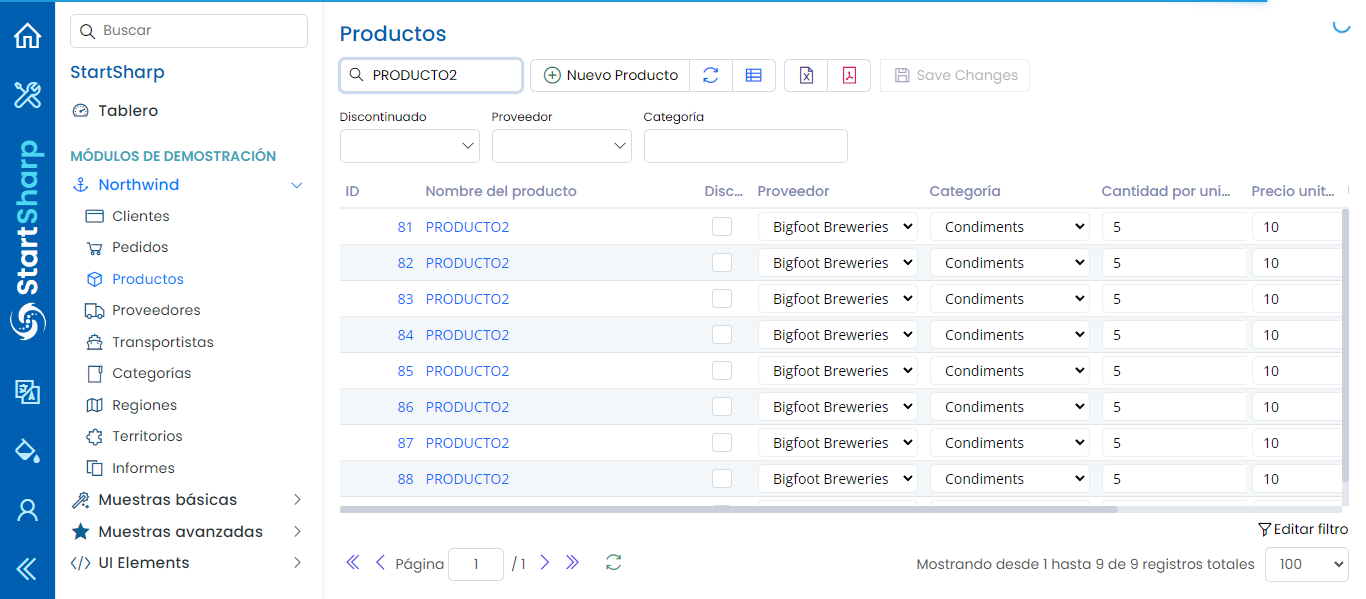 Buscar
StartSharp
Tablero
MÓDULOS DE DEMOSTRACIÓN
Northwind
Clientes
Pedidos
Productos
Proveedores
Transportistas
Categorías
Regiones
Territorios
Informes
Muestras básicas
Muestras avanzadas
UI Elements
StartSharp
Productos
PRODUCTO2 Nuevo Producto Save Changes
Discontinuado Proveedor Categoría
ID Nombre del producto Disc... Proveedor Categoría Cantidad por uni... Precio unit...
81 PRODUCTO2 Bigfoot Breweries Condiments 5 10
82 PRODUCTO2 Bigfoot Breweries Condiments 5 10
83 PRODUCTO2 Bigfoot Breweries Condiments 5 10
84 PRODUCTO2 Bigfoot Breweries Condiments 5 10
85 PRODUCTO2 Bigfoot Breweries Condiments 5 10
86 PRODUCTO2 Bigfoot Breweries Condiments 5 10
87 PRODUCTO2 Bigfoot Breweries Condiments 5 10
88 PRODUCTO2 Bigfoot Breweries Condiments 5 10
Editar filtro
Página 1 / 1 Mostrando desde 1 hasta 9 de 9 registros totales 100